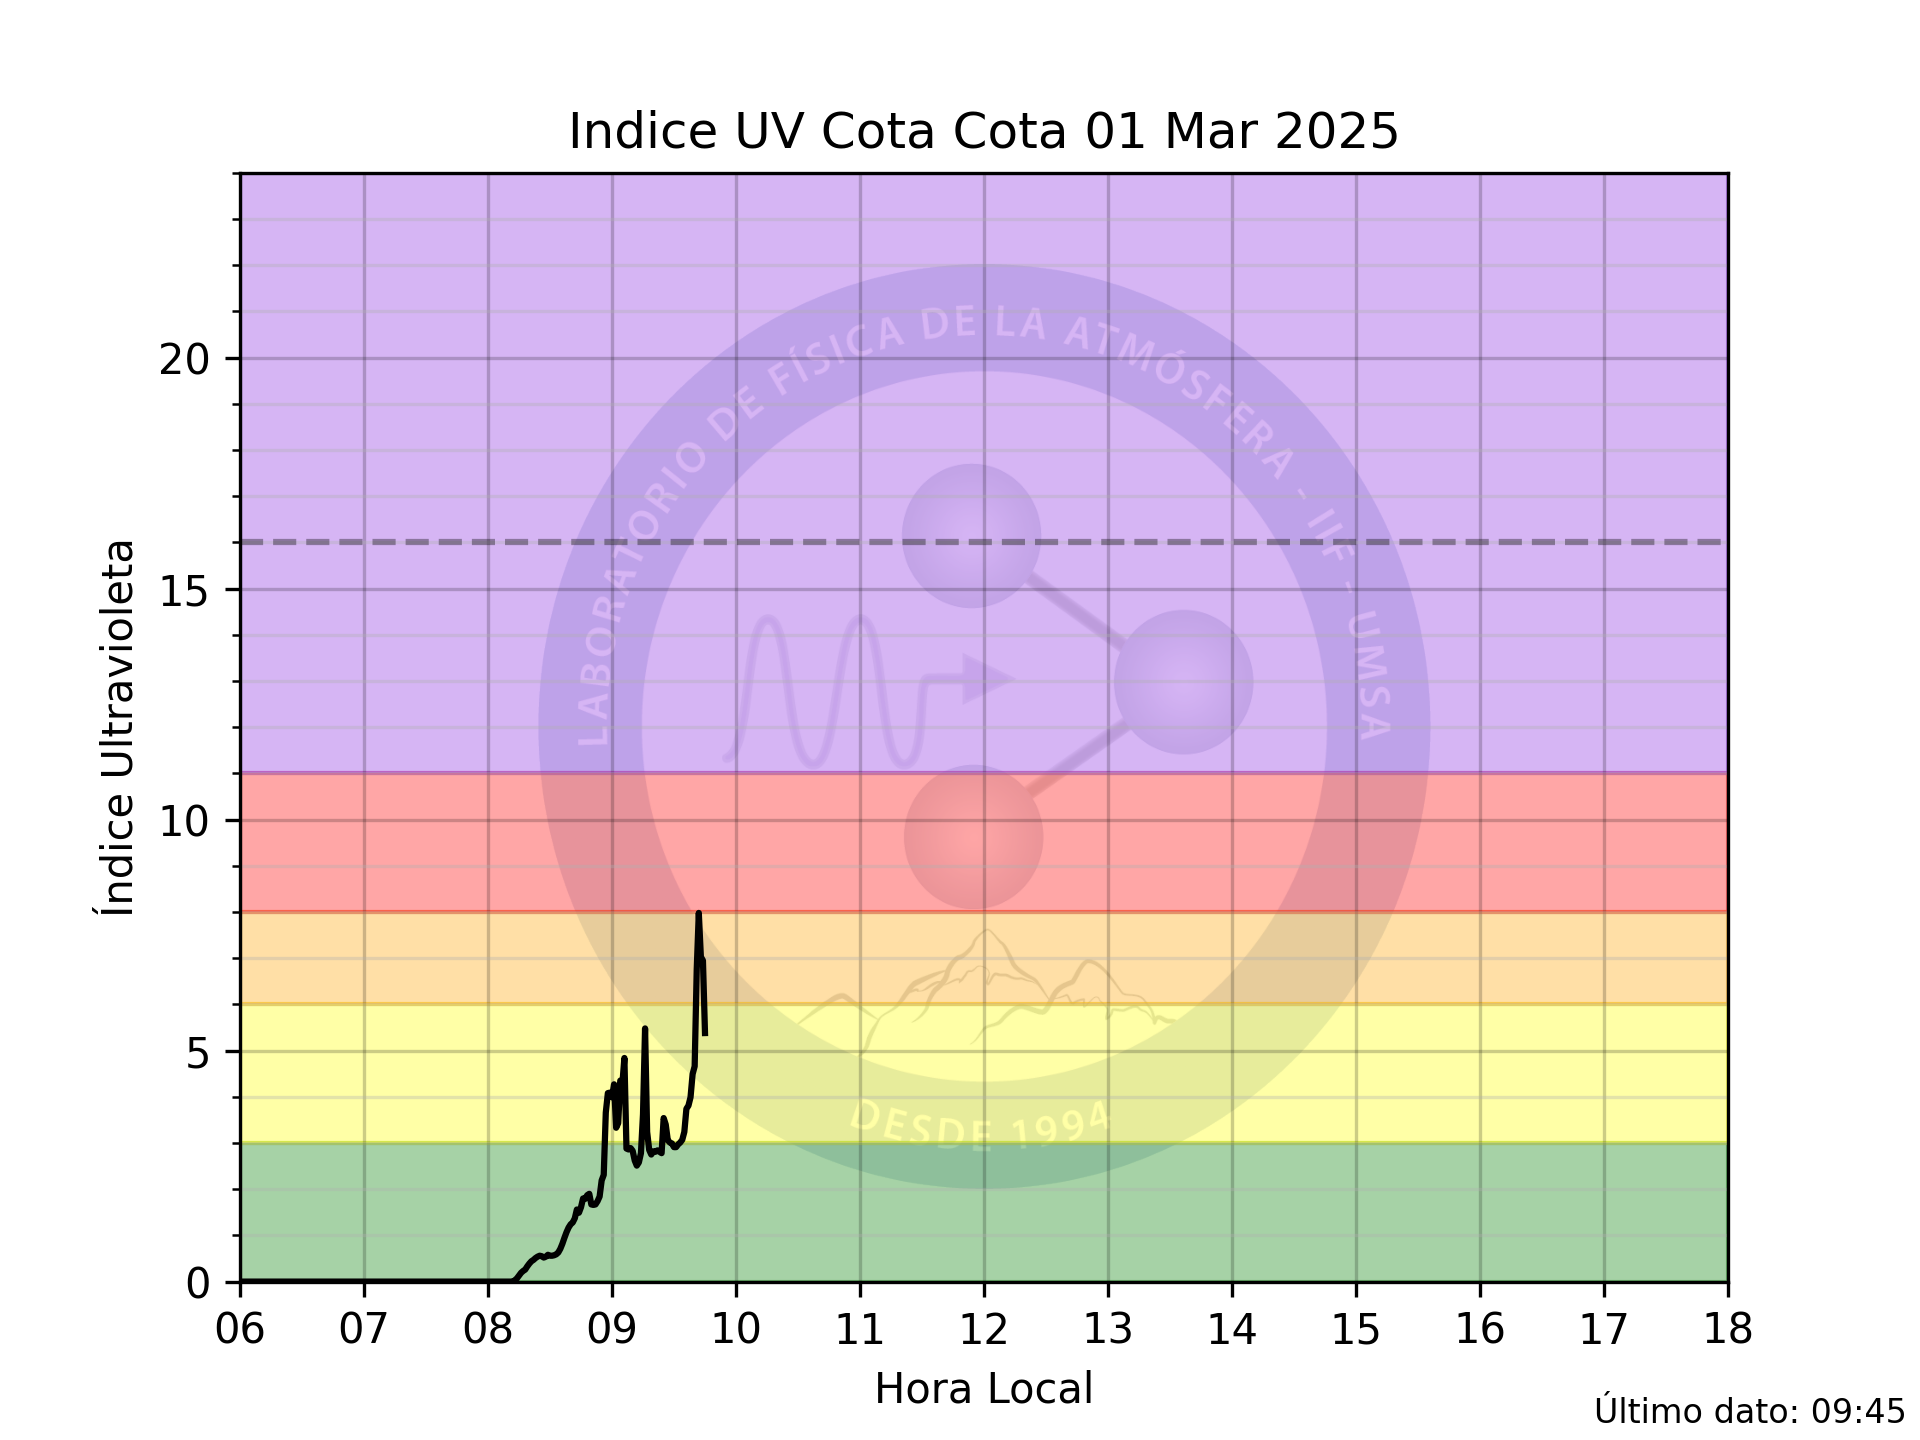 Indice UV Cota Cota 01 Mar 2025
Índice Ultravioleta
20
15
10
5
0
LABORATORIO DE FÍSICA DE LA ATMÓSFERA - IIF - UMSA
DESDE 1994
06 07 08 09 10 11 12 13 14 15 16 17 18
Hora Local
Último dato: 09:45